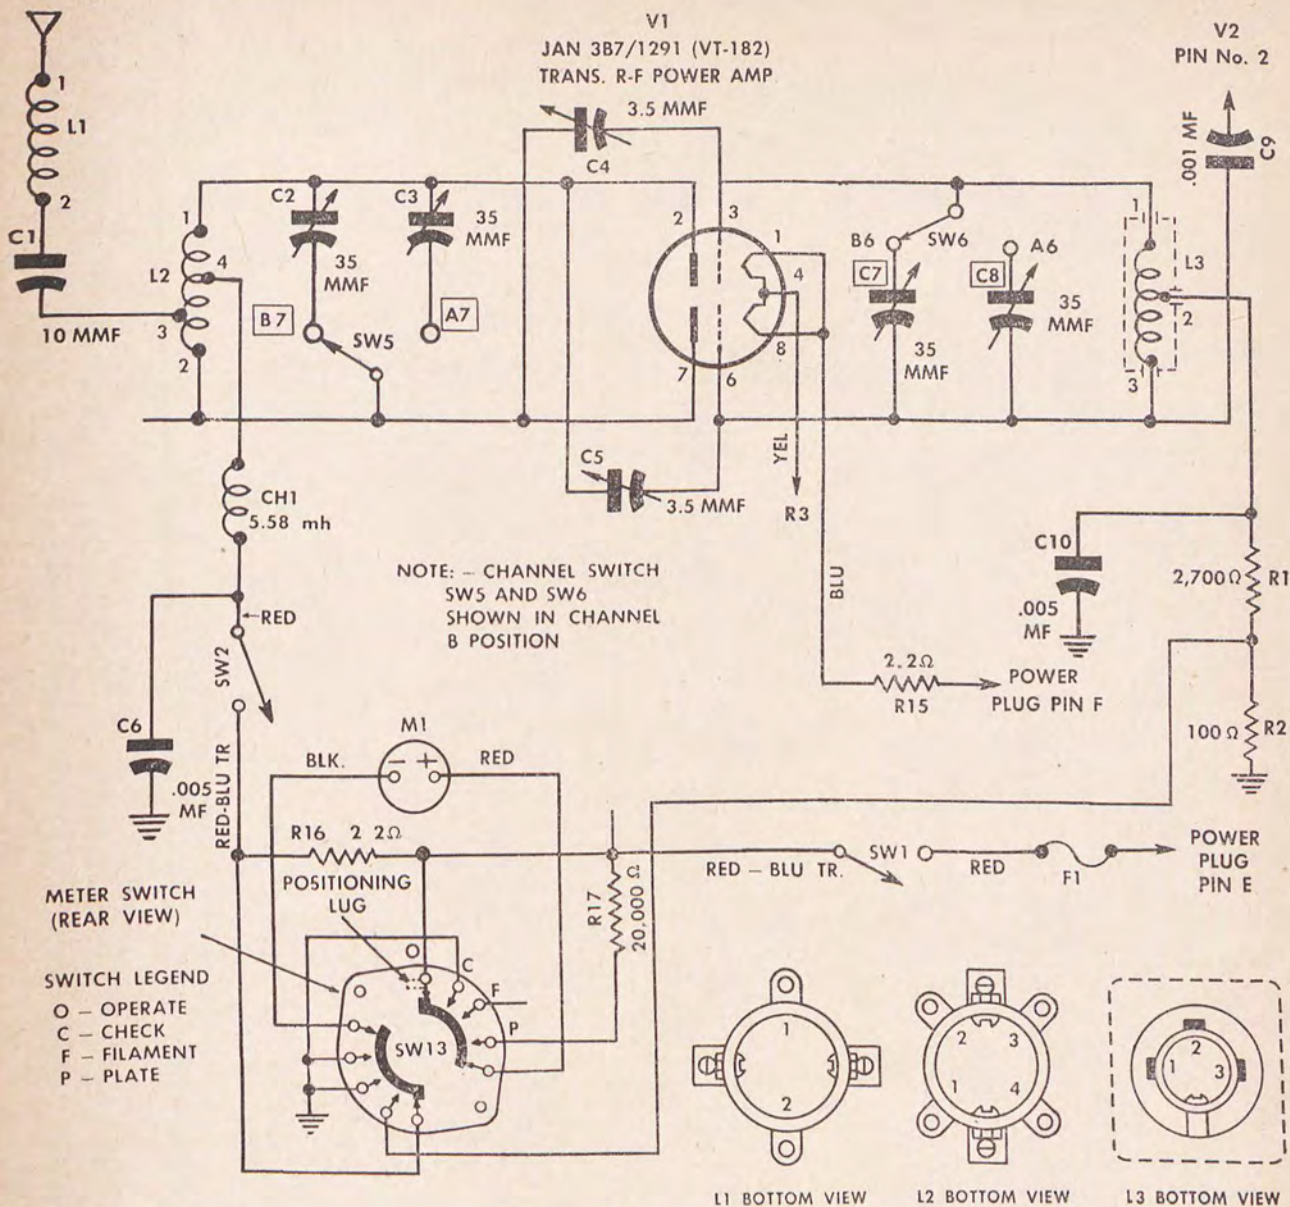 V1
JAN 3B7/1291 (VT-182)
TRANS. R-F POWER AMP
V2
PIN No. 2
1
L1
2
C1
10 MMF
3.5 MMF
C4
.001 MF
C9
1
L2
4
3
2
C2
35
MMF
C3
35
MMF
B7
A7
SW5
2
3
1
4
8
7
6
B6
SW6
A6
C7
C8
35
MMF
35
MMF
1
L3
2
3
C5
3.5 MMF
YEL
R3
BLU
CH1
5.58 mh
NOTE: – CHANNEL SWITCH
SW5 AND SW6
SHOWN IN CHANNEL
B POSITION
C10
.005
MF
2,700Ω R1
100Ω R2
RED
SW2
C6
.005
MF
RED-BLU TR
2.2Ω
R15
POWER
PLUG PIN F
M1
– +
BLK.
RED
R16 2 2Ω
POSITIONING
LUG
R17
20,000 Ω
RED – BLU TR.
SW1
RED
F1
POWER
PLUG
PIN E
METER SWITCH
(REAR VIEW)
SWITCH LEGEND
O – OPERATE
C – CHECK
F – FILAMENT
P – PLATE
O
C
F
P
SW13
1
2
L1 BOTTOM VIEW
2 3
1 4
L2 BOTTOM VIEW
2
1 3
L3 BOTTOM VIEW